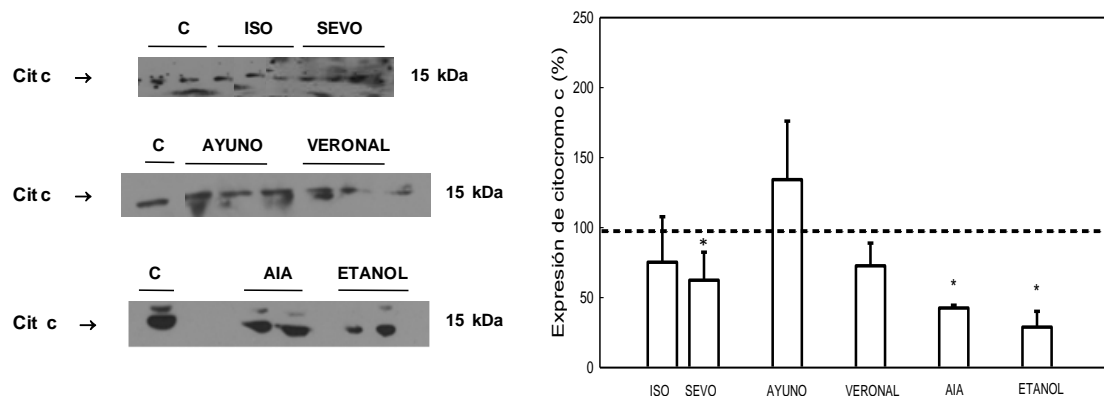 C ISO SEVO
Cit c → 15 kDa
C AYUNO VERONAL
Cit c → 15 kDa
C AIA ETANOL
Cit c → 15 kDa
Expresión de citocromo c (%)
250
200
150
100
50
0
*
*
*
ISO SEVO AYUNO VERONAL AIA ETANOL